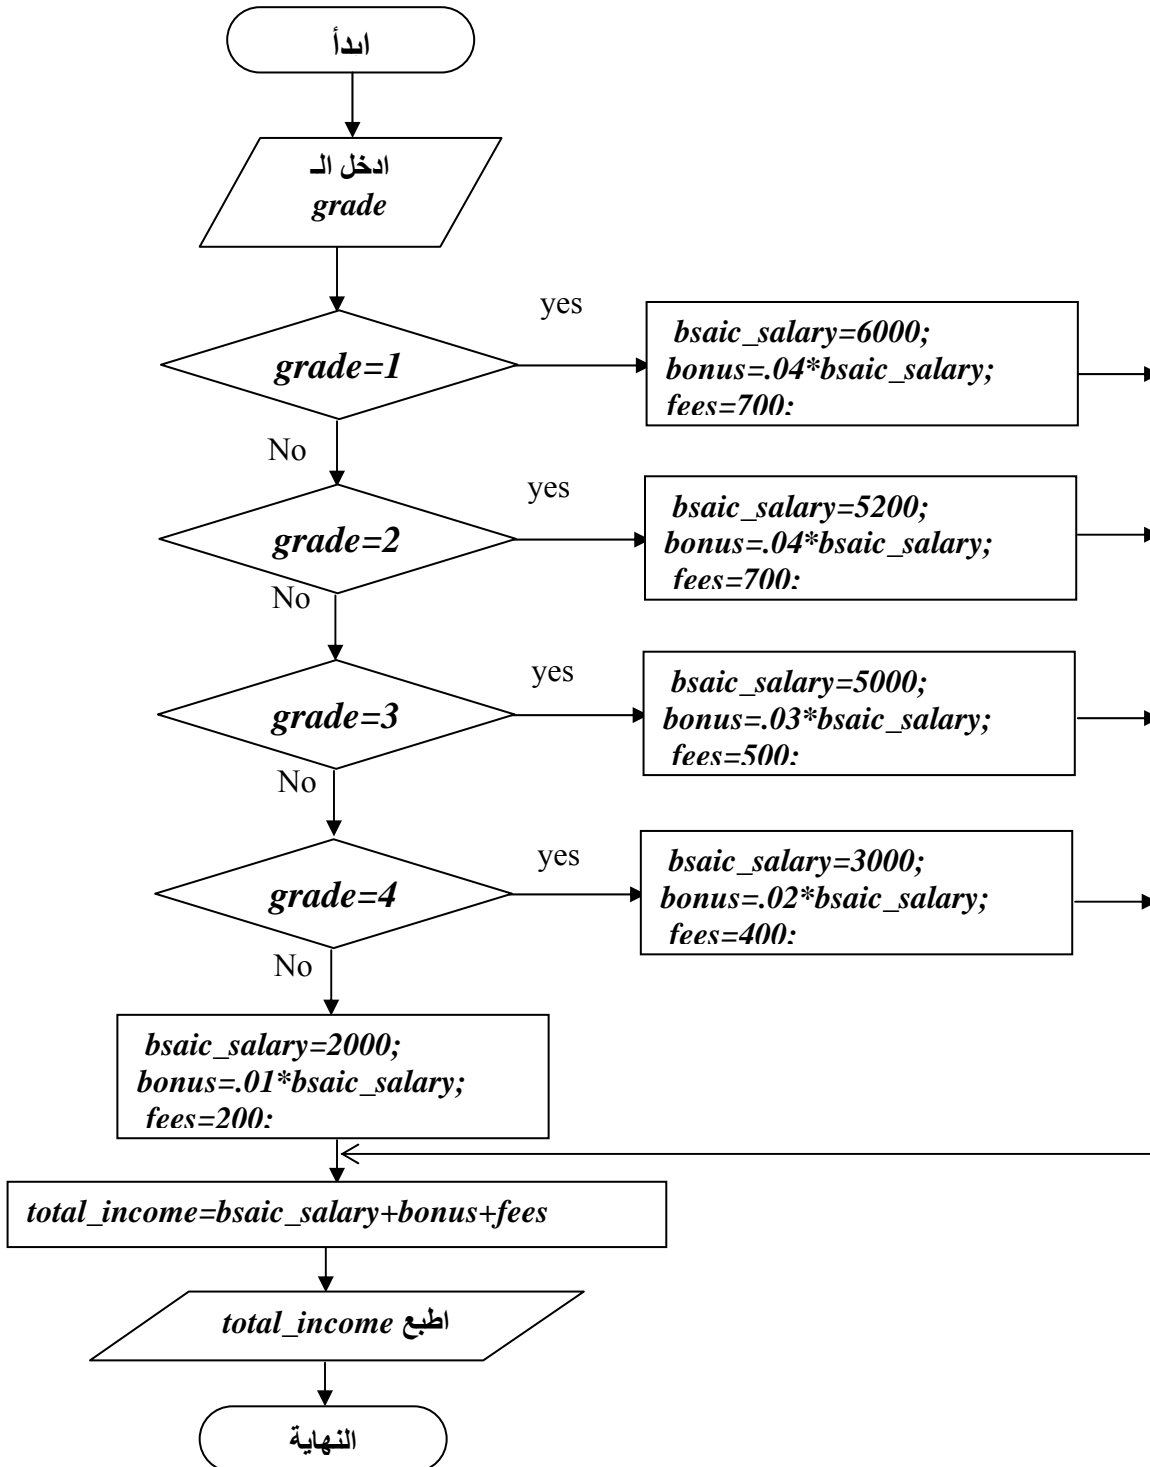 ابدأ
ادخل الـ
grade
yes
grade=1
bsaic_salary=6000;
bonus=.04*bsaic_salary;
fees=700;
No
yes
grade=2
bsaic_salary=5200;
bonus=.04*bsaic_salary;
fees=700;
No
yes
grade=3
bsaic_salary=5000;
bonus=.03*bsaic_salary;
fees=500;
No
yes
grade=4
bsaic_salary=3000;
bonus=.02*bsaic_salary;
fees=400;
No
bsaic_salary=2000;
bonus=.01*bsaic_salary;
fees=200;
total_income=bsaic_salary+bonus+fees
اطبع total_income
النهاية